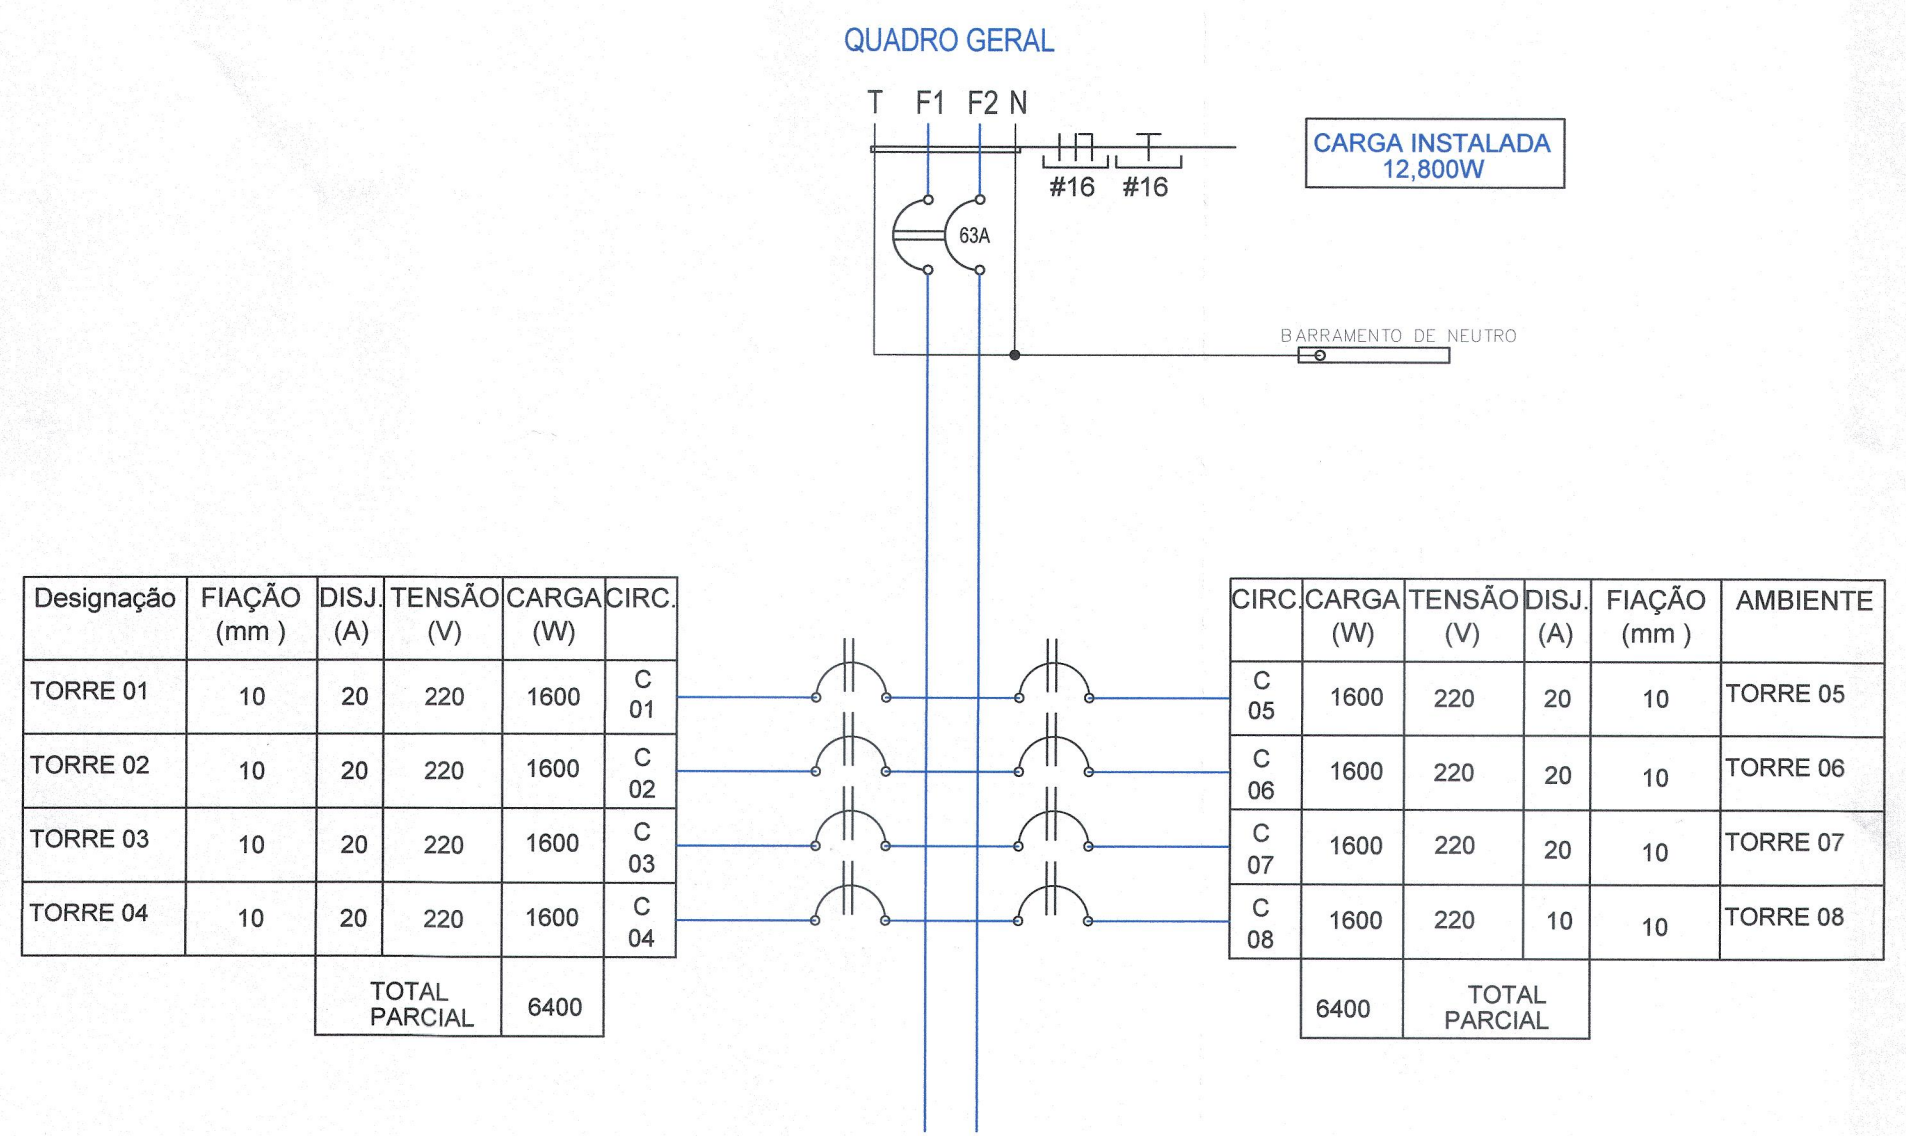 QUADRO GERAL
T F1 F2 N
CARGA INSTALADA
12,800W
#16 #16
63A
BARRAMENTO DE NEUTRO
Designação FIAÇÃO (mm ) DISJ. (A) TENSÃO (V) CARGA (W) CIRC.
TORRE 01 10 20 220 1600 C 01
TORRE 02 10 20 220 1600 C 02
TORRE 03 10 20 220 1600 C 03
TORRE 04 10 20 220 1600 C 04
TOTAL PARCIAL 6400
CIRC. CARGA (W) TENSÃO (V) DISJ. (A) FIAÇÃO (mm ) AMBIENTE
C 05 1600 220 20 10 TORRE 05
C 06 1600 220 20 10 TORRE 06
C 07 1600 220 20 10 TORRE 07
C 08 1600 220 10 10 TORRE 08
6400 TOTAL PARCIAL